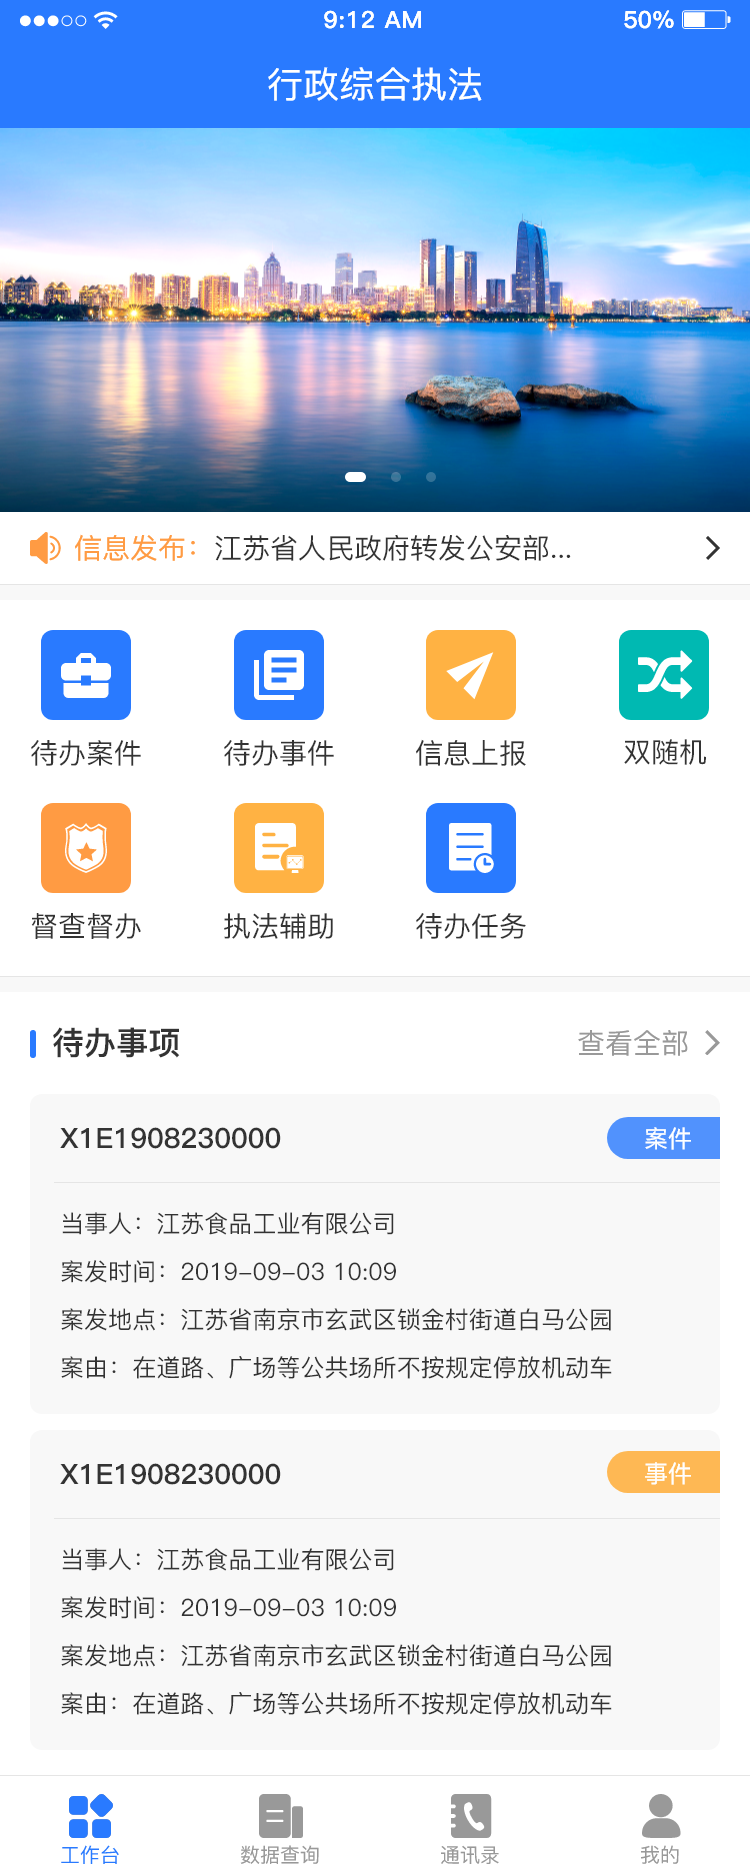 9:12 AM 50%
行政综合执法
信息发布： 江苏省人民政府转发公安部...
待办案件 待办事件 信息上报 双随机
督查督办 执法辅助 待办任务
待办事项 查看全部
X1E1908230000 案件
当事人：江苏食品工业有限公司
案发时间：2019-09-03 10:09
案发地点：江苏省南京市玄武区锁金村街道白马公园
案由：在道路、广场等公共场所不按规定停放机动车
X1E1908230000 事件
当事人：江苏食品工业有限公司
案发时间：2019-09-03 10:09
案发地点：江苏省南京市玄武区锁金村街道白马公园
案由：在道路、广场等公共场所不按规定停放机动车
工作台 数据查询 通讯录 我的